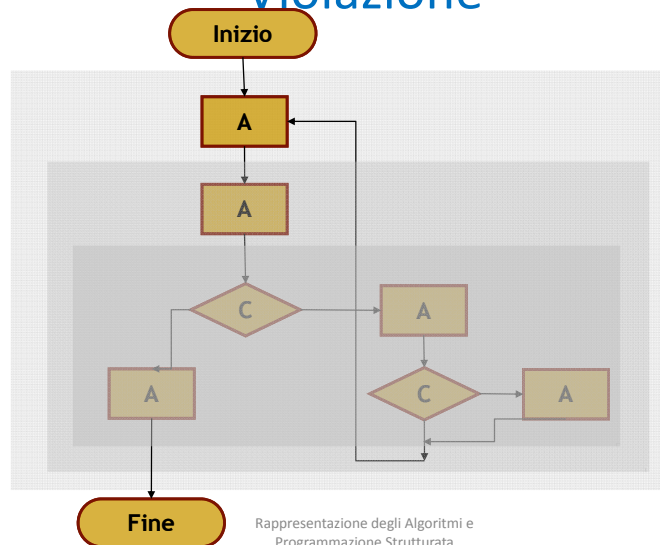 Violazione
Inizio
A
A
C
A
A
C
A
Fine
Rappresentazione degli Algoritmi e
Programmazione Strutturata